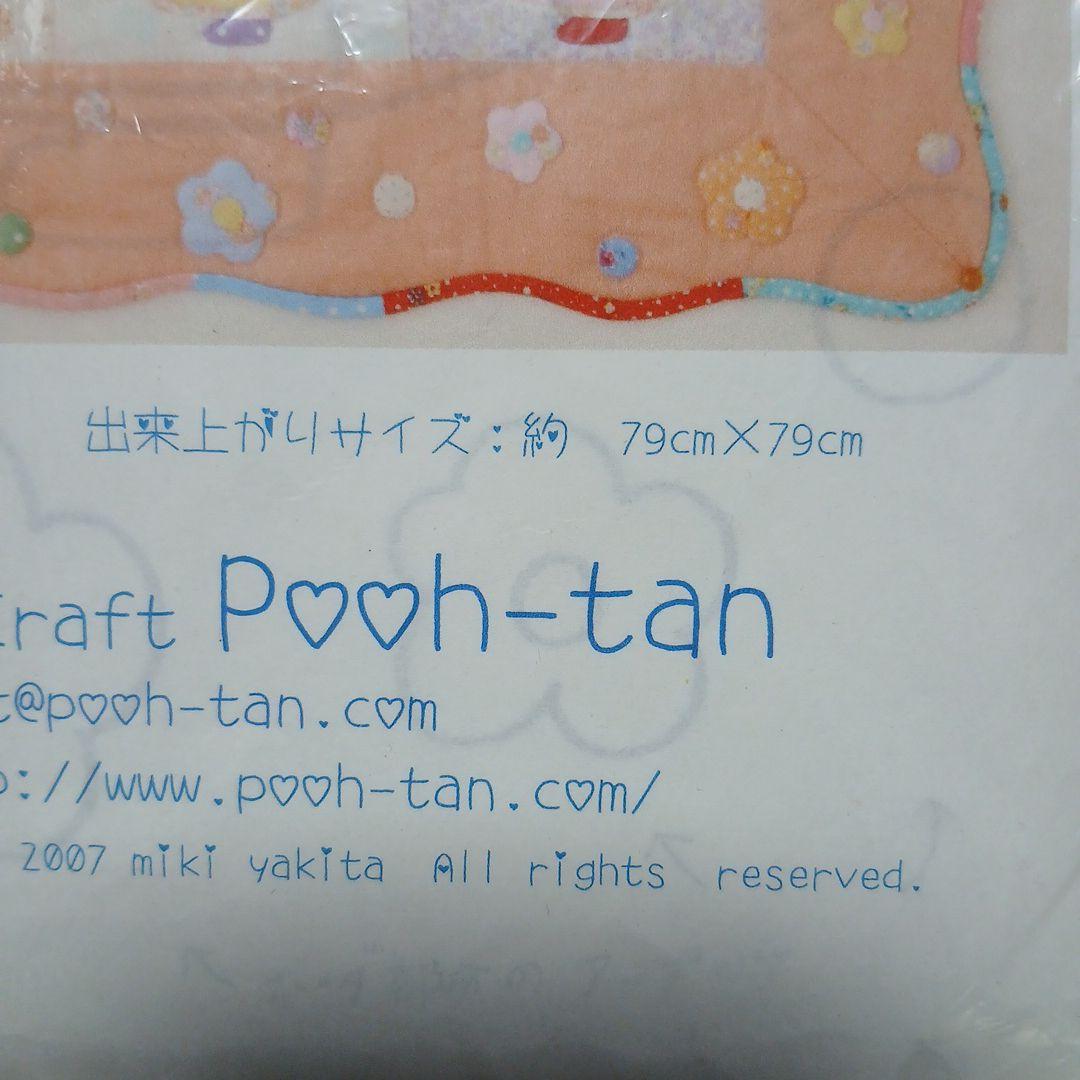 出来上がりサイズ：約　79cm×79cm
craft Pooh-tan
t@pooh-tan.com
p://www.pooh-tan.com/
2007 miki yakita All rights reserved.